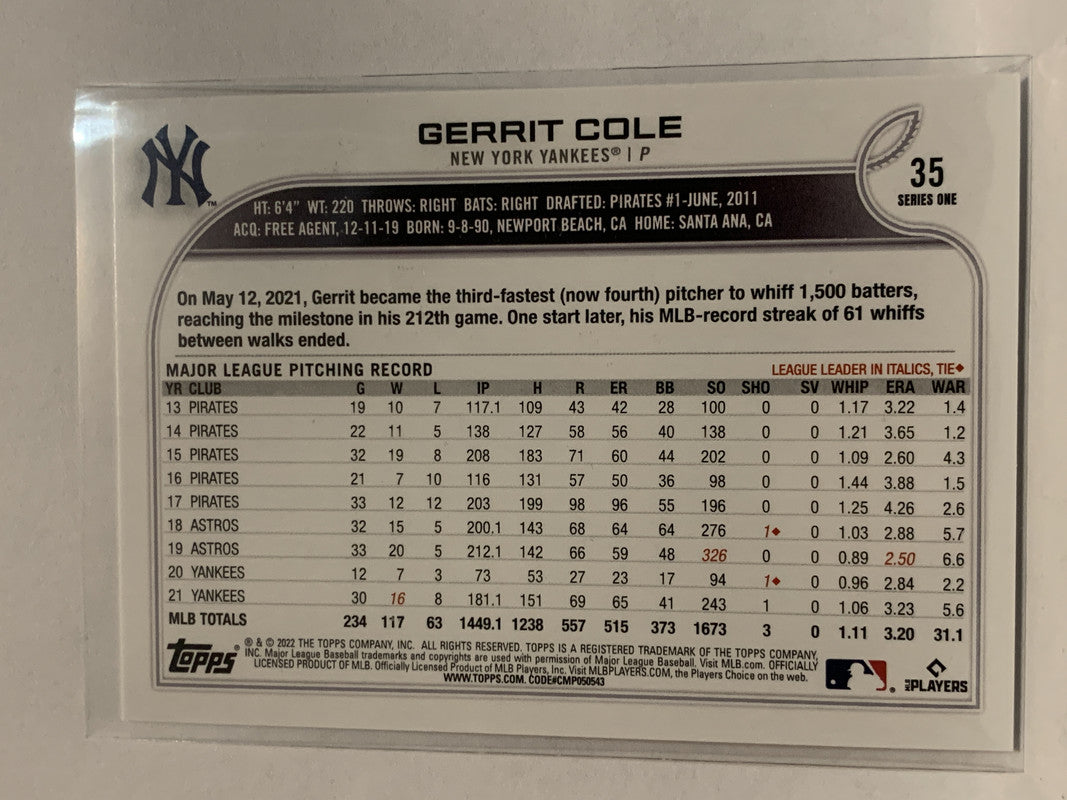 GERRIT COLE
NEW YORK YANKEES® | P
NY™
35
SERIES ONE
HT: 6'4" WT: 220 THROWS: RIGHT BATS: RIGHT DRAFTED: PIRATES #1-JUNE, 2011
ACQ: FREE AGENT, 12-11-19 BORN: 9-8-90, NEWPORT BEACH, CA HOME: SANTA ANA, CA
On May 12, 2021, Gerrit became the third-fastest (now fourth) pitcher to whiff 1,500 batters,
reaching the milestone in his 212th game. One start later, his MLB-record streak of 61 whiffs
between walks ended.
MAJOR LEAGUE PITCHING RECORD LEAGUE LEADER IN ITALICS, TIE◆
YR CLUB G W L IP H R ER BB SO SHO SV WHIP ERA WAR
13 PIRATES 19 10 7 117.1 109 43 42 28 100 0 0 1.17 3.22 1.4
14 PIRATES 22 11 5 138 127 58 56 40 138 0 0 1.21 3.65 1.2
15 PIRATES 32 19 8 208 183 71 60 44 202 0 0 1.09 2.60 4.3
16 PIRATES 21 7 10 116 131 57 50 36 98 0 0 1.44 3.88 1.5
17 PIRATES 33 12 12 203 199 98 96 55 196 0 0 1.25 4.26 2.6
18 ASTROS 32 15 5 200.1 143 68 64 64 276 1◆ 0 1.03 2.88 5.7
19 ASTROS 33 20 5 212.1 142 66 59 48 326 0 0 0.89 2.50 6.6
20 YANKEES 12 7 3 73 53 27 23 17 94 1◆ 0 0.96 2.84 2.2
21 YANKEES 30 16 8 181.1 151 69 65 41 243 1 0 1.06 3.23 5.6
MLB TOTALS 234 117 63 1449.1 1238 557 515 373 1673 3 0 1.11 3.20 31.1
topps®
® & © 2022 THE TOPPS COMPANY, INC. ALL RIGHTS RESERVED. TOPPS IS A REGISTERED TRADEMARK OF THE TOPPS COMPANY,
INC. Major League Baseball trademarks and copyrights are used with permission of Major League Baseball. Visit MLB.com. OFFICIALLY
LICENSED PRODUCT OF MLB. Officially Licensed Product of MLB Players, Inc. Visit MLBPLAYERS.COM, the Players Choice on the web.
WWW.TOPPS.COM. CODE#CMP050543
MLB PLAYERS